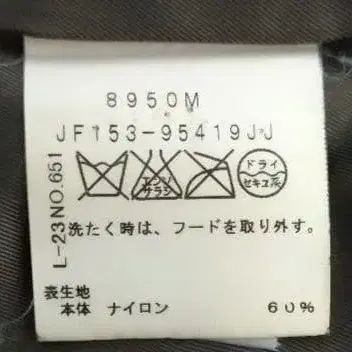 8950M
JF153-95419JJ
エンソ
サラシ
ドライ
セキユ系
L-23NO.651
洗たく時は、フードを取り外す。
表生地
本体 ナイロン 60%